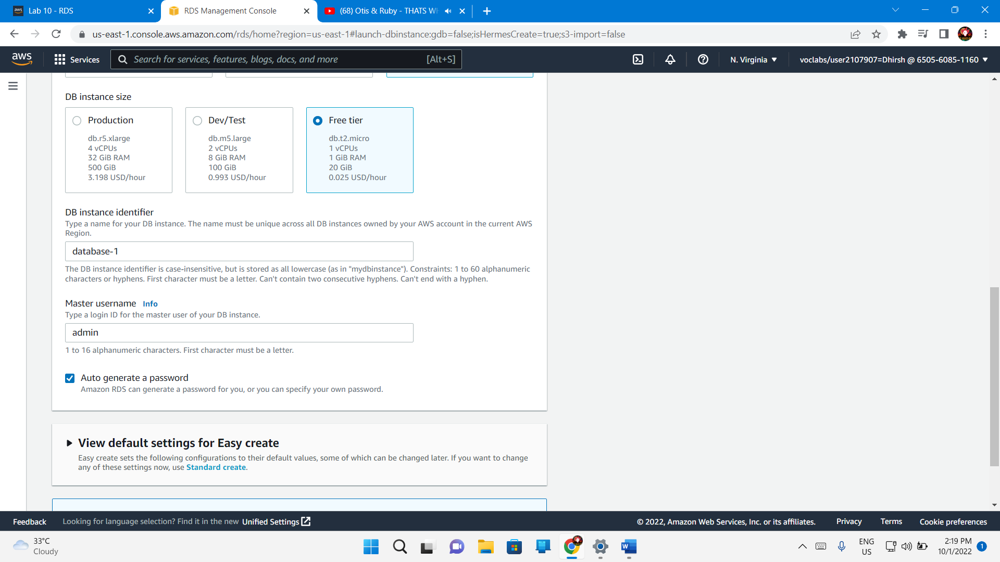 aws Lab 10 - RDS
RDS Management Console
(68) Otis & Ruby - THATS WH
us-east-1.console.aws.amazon.com/rds/home?region=us-east-1#launch-dbinstance:gdb=false;isHermesCreate=true;s3-import=false
aws
Services
Search for services, features, blogs, docs, and more [Alt+S]
N. Virginia
voclabs/user2107907=Dhirsh @ 6505-6085-1160
DB instance size
Production
db.r5.xlarge
4 vCPUs
32 GiB RAM
500 GiB
3.198 USD/hour
Dev/Test
db.m5.large
2 vCPUs
8 GiB RAM
100 GiB
0.993 USD/hour
Free tier
db.t2.micro
1 vCPUs
1 GiB RAM
20 GiB
0.025 USD/hour
DB instance identifier
Type a name for your DB instance. The name must be unique across all DB instances owned by your AWS account in the current AWS
Region.
database-1
The DB instance identifier is case-insensitive, but is stored as all lowercase (as in "mydbinstance"). Constraints: 1 to 60 alphanumeric
characters or hyphens. First character must be a letter. Can't contain two consecutive hyphens. Can't end with a hyphen.
Master username Info
Type a login ID for the master user of your DB instance.
admin
1 to 16 alphanumeric characters. First character must be a letter.
Auto generate a password
Amazon RDS can generate a password for you, or you can specify your own password.
View default settings for Easy create
Easy create sets the following configurations to their default values, some of which can be changed later. If you want to change
any of these settings now, use Standard create.
Feedback
Looking for language selection? Find it in the new Unified Settings
© 2022, Amazon Web Services, Inc. or its affiliates.
Privacy
Terms
Cookie preferences
33°C
Cloudy
W
ENG
US
2:19 PM
10/1/2022
1